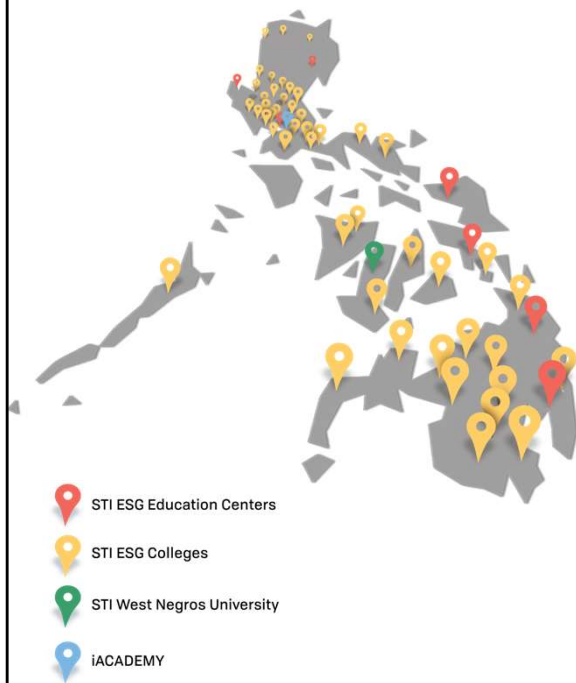 STI ESG Education Centers
STI ESG Colleges
STI West Negros University
iACADEMY